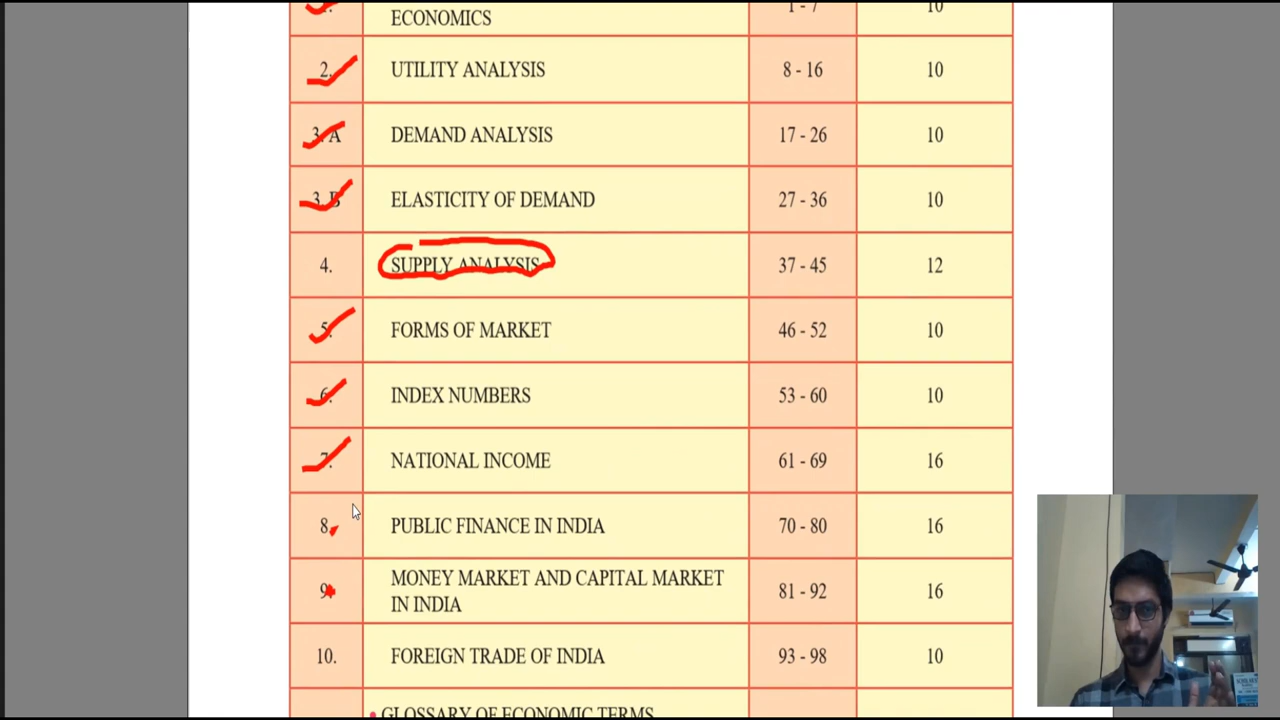 1. 1 - 7 10
ECONOMICS
2. UTILITY ANALYSIS 8 - 16 10
3. A DEMAND ANALYSIS 17 - 26 10
3. B ELASTICITY OF DEMAND 27 - 36 10
4. SUPPLY ANALYSIS 37 - 45 12
5. FORMS OF MARKET 46 - 52 10
6. INDEX NUMBERS 53 - 60 10
7. NATIONAL INCOME 61 - 69 16
8. PUBLIC FINANCE IN INDIA 70 - 80 16
9. MONEY MARKET AND CAPITAL MARKET 81 - 92 16
IN INDIA
10. FOREIGN TRADE OF INDIA 93 - 98 10
• GLOSSARY OF ECONOMIC TERMS